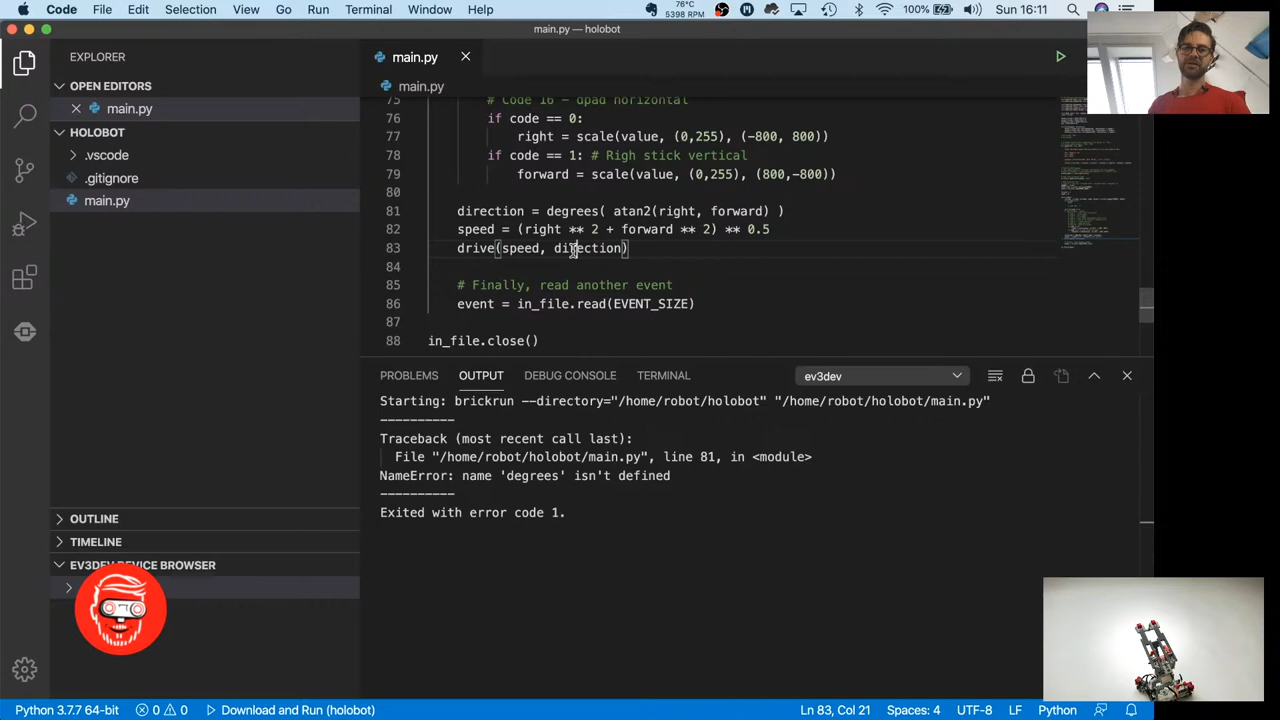 Code File Edit Selection View Go Run Terminal Window Help 76°C 5398 RPM 100% Sun 16:11
main.py — holobot
EXPLORER
OPEN EDITORS
main.py
HOLOBOT
.vscode
.gitignore
main.py
OUTLINE
TIMELINE
EV3DEV DEVICE BROWSER
main.py
main.py
75 # Code 16 - dpad horizontal
76 if code == 0:
77 right = scale(value, (0,255), (-800, 800))
78 if code == 1: # Righ stick vertical
79 forward = scale(value, (0,255), (800,-800))
80
81 direction = degrees( atan2(right, forward) )
82 speed = (right ** 2 + forward ** 2) ** 0.5
83 drive(speed, direction)
84
85 # Finally, read another event
86 event = in_file.read(EVENT_SIZE)
87
88 in_file.close()
PROBLEMS OUTPUT DEBUG CONSOLE TERMINAL ev3dev
Starting: brickrun --directory="/home/robot/holobot" "/home/robot/holobot/main.py"
----------
Traceback (most recent call last):
File "/home/robot/holobot/main.py", line 81, in <module>
NameError: name 'degrees' isn't defined
----------
Exited with error code 1.
Python 3.7.7 64-bit 0 0 Download and Run (holobot) Ln 83, Col 21 Spaces: 4 UTF-8 LF Python